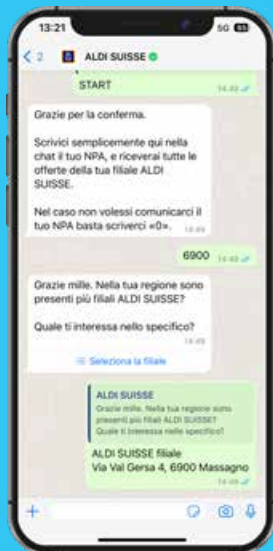 13:21
5G 65
2
ALDI SUISSE
START
14:49
Grazie per la conferma.
Scrivici semplicemente qui nella
chat il tuo NPA, e riceverai tutte le
offerte della tua filiale ALDI
SUISSE.
Nel caso non volessi comunicarci il
tuo NPA basta scriverci «0».
14:49
6900
14:49
Grazie mille. Nella tua regione sono
presenti più filiali ALDI SUISSE?
Quale ti interessa nello specifico?
14:49
Seleziona la filiale
ALDI SUISSE
Grazie mille. Nella tua regione sono
presenti più filiali ALDI SUISSE?
Quale ti interessa nello specifico?
ALDI SUISSE filiale
Via Val Gersa 4, 6900 Massagno
14:49